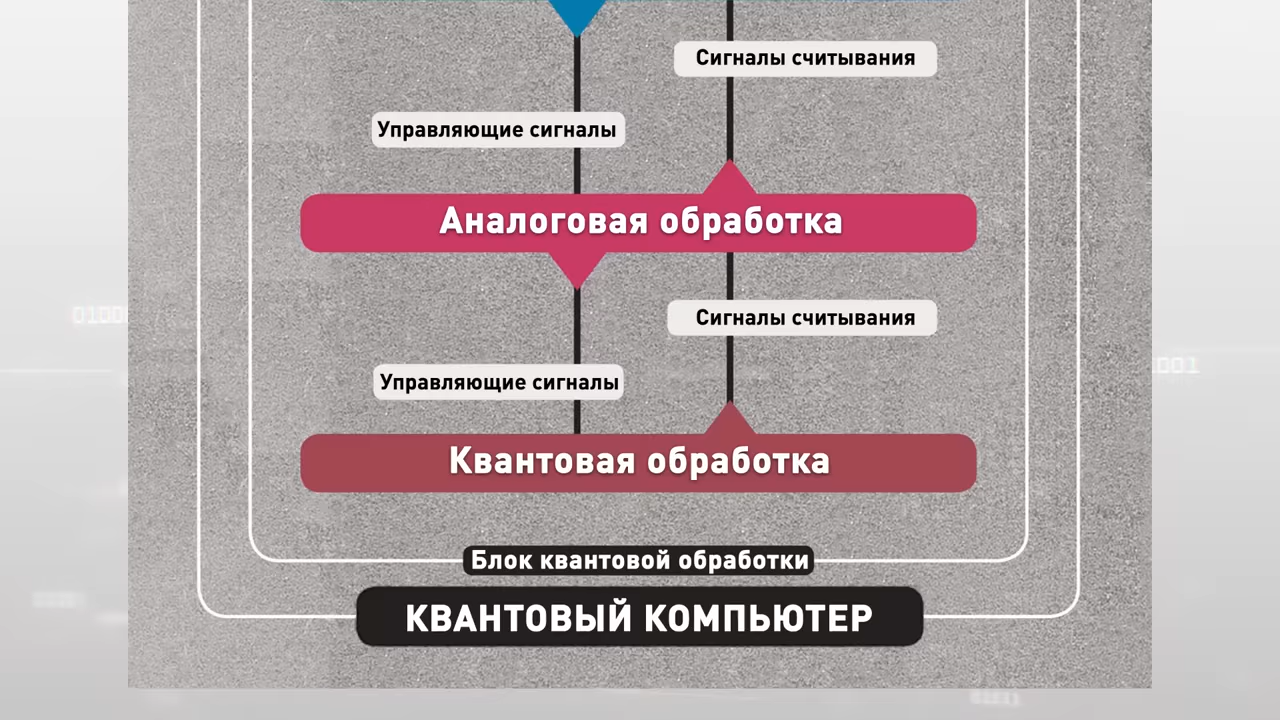 Сигналы считывания
Управляющие сигналы
Аналоговая обработка
Сигналы считывания
Управляющие сигналы
Квантовая обработка
Блок квантовой обработки
КВАНТОВЫЙ КОМПЬЮТЕР